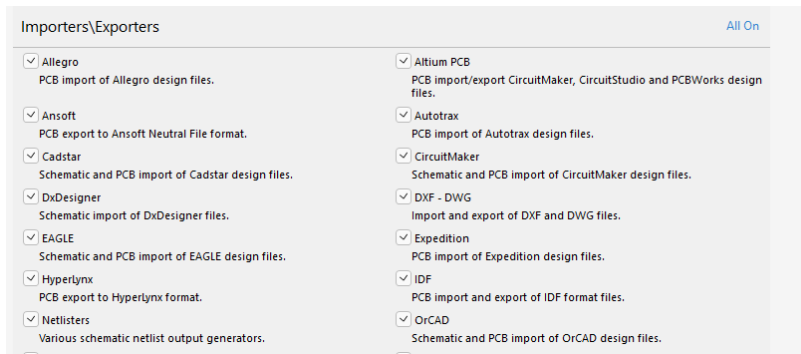 Importers\Exporters
All On
Allegro
PCB import of Allegro design files.
Altium PCB
PCB import/export CircuitMaker, CircuitStudio and PCBWorks design
files.
Ansoft
PCB export to Ansoft Neutral File format.
Autotrax
PCB import of Autotrax design files.
Cadstar
Schematic and PCB import of Cadstar design files.
CircuitMaker
Schematic and PCB import of CircuitMaker design files.
DxDesigner
Schematic import of DxDesigner files.
DXF - DWG
Import and export of DXF and DWG files.
EAGLE
Schematic and PCB import of EAGLE design files.
Expedition
PCB import of Expedition design files.
HyperLynx
PCB export to HyperLynx format.
IDF
PCB import and export of IDF format files.
Netlisters
Various schematic netlist output generators.
OrCAD
Schematic and PCB import of OrCAD design files.